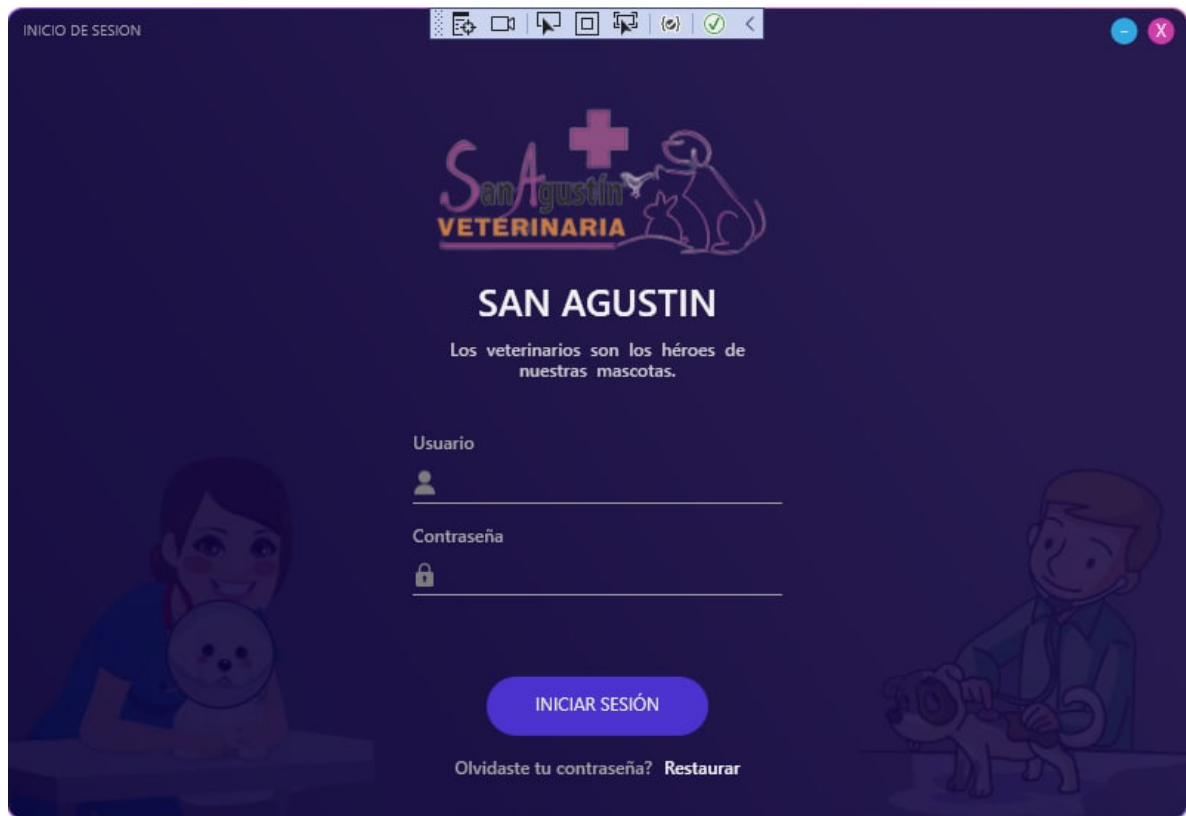 INICIO DE SESION
X
San Agustín
VETERINARIA
SAN AGUSTIN
Los veterinarios son los héroes de
nuestras mascotas.
Usuario
Contraseña
INICIAR SESIÓN
Olvidaste tu contraseña? Restaurar